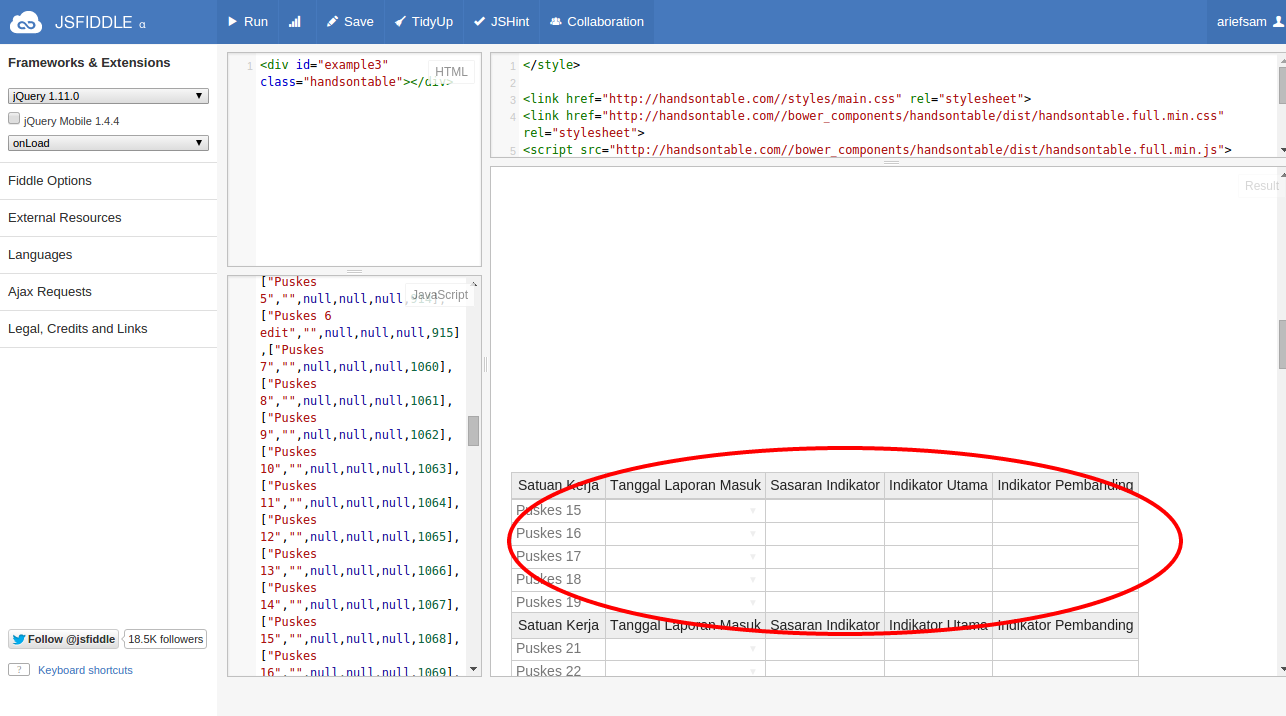 JSFIDDLE α
Run
Save
TidyUp
JSHint
Collaboration
ariefsam
Frameworks & Extensions
jQuery 1.11.0
jQuery Mobile 1.4.4
onLoad
Fiddle Options
External Resources
Languages
Ajax Requests
Legal, Credits and Links
Follow @jsfiddle
18.5K followers
?
Keyboard shortcuts
HTML
1 <div id="example3"
class="handsontable"></div>
JavaScript
["Puskes
5","",null,null,null,914],
["Puskes 6
edit","",null,null,null,915]
,["Puskes
7","",null,null,null,1060],
["Puskes
8","",null,null,null,1061],
["Puskes
9","",null,null,null,1062],
["Puskes
10","",null,null,null,1063],
["Puskes
11","",null,null,null,1064],
["Puskes
12","",null,null,null,1065],
["Puskes
13","",null,null,null,1066],
["Puskes
14","",null,null,null,1067],
["Puskes
15","",null,null,null,1068],
["Puskes
16","",null,null,null,1069],
1 </style>
2
3 <link href="http://handsontable.com//styles/main.css" rel="stylesheet">
4 <link href="http://handsontable.com//bower_components/handsontable/dist/handsontable.full.min.css"
rel="stylesheet">
5 <script src="http://handsontable.com//bower_components/handsontable/dist/handsontable.full.min.js">
Result
Satuan Kerja Tanggal Laporan Masuk Sasaran Indikator Indikator Utama Indikator Pembanding
Puskes 15
Puskes 16
Puskes 17
Puskes 18
Puskes 19
Satuan Kerja Tanggal Laporan Masuk Sasaran Indikator Indikator Utama Indikator Pembanding
Puskes 21
Puskes 22